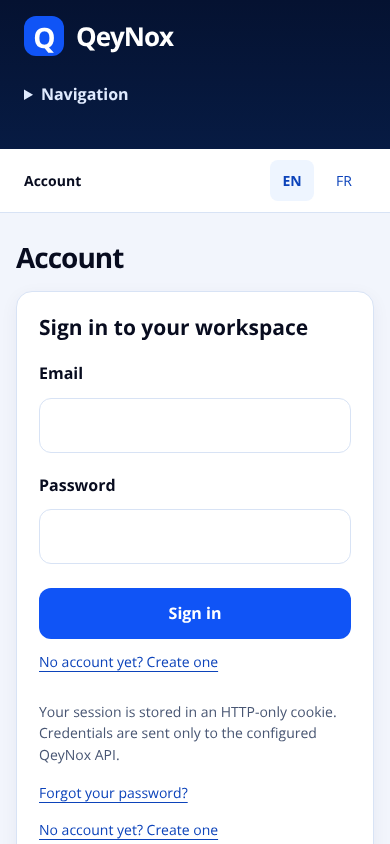 Q QeyNox
Navigation
Account EN FR
Account
Sign in to your workspace
Email
Password
Sign in
No account yet? Create one
Your session is stored in an HTTP-only cookie.
Credentials are sent only to the configured
QeyNox API.
Forgot your password?
No account yet? Create one